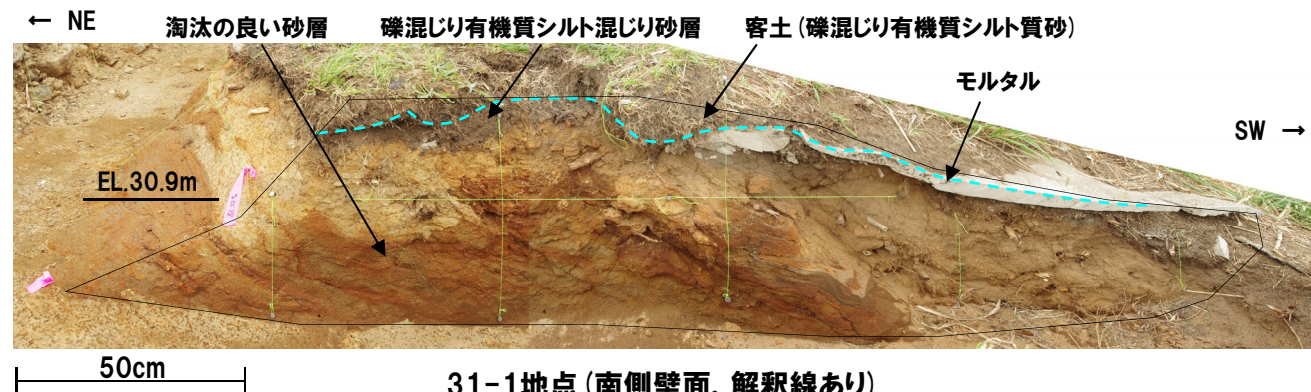 ← NE
淘汰の良い砂層
礫混じり有機質シルト混じり砂層
客土(礫混じり有機質シルト質砂)
モルタル
SW →
EL.30.9m
50cm
31-1地点(南側壁面，解釈線あり)